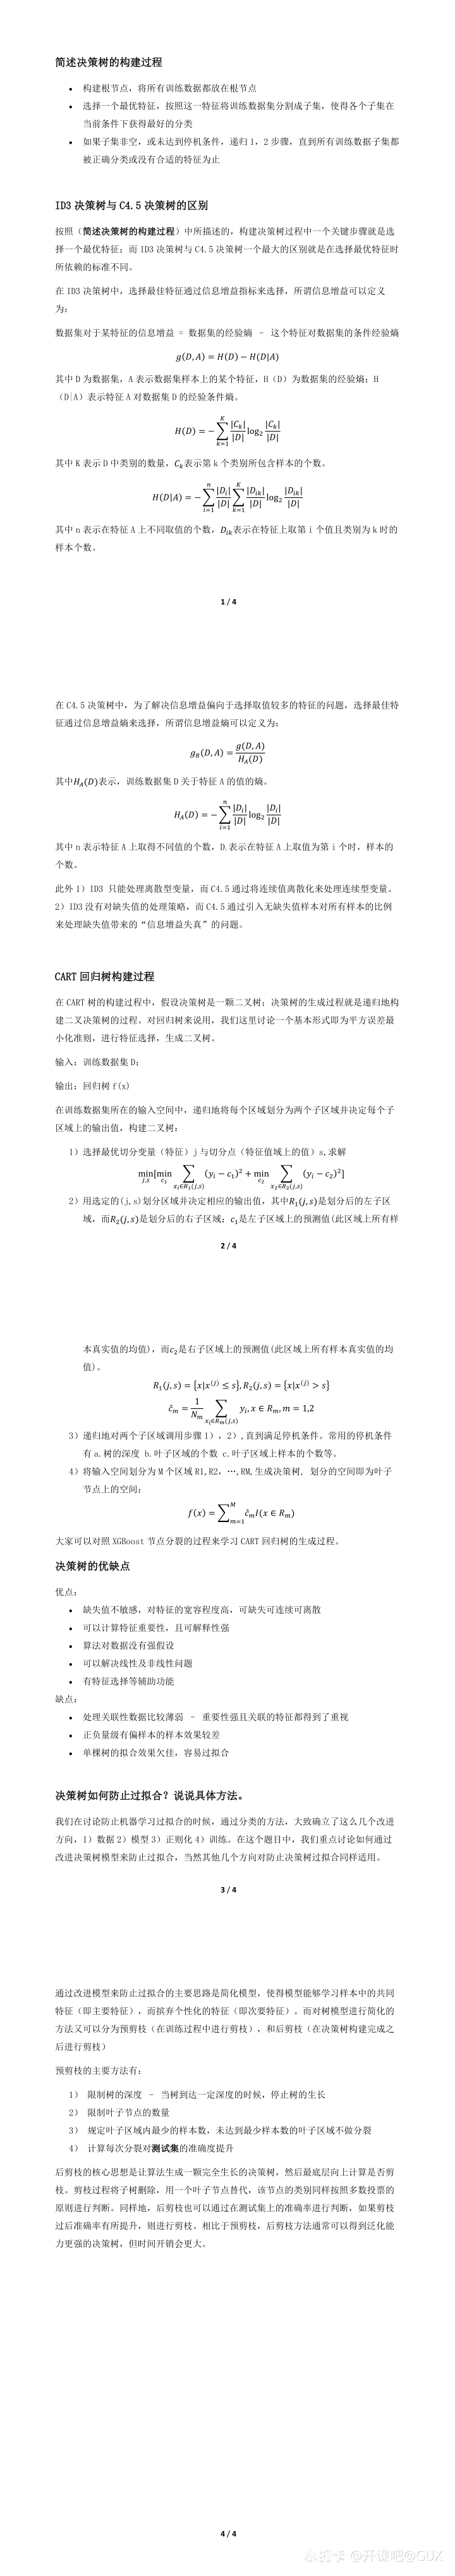 简述决策树的构建过程
• 构建根节点，将所有训练数据都放在根节点
• 选择一个最优特征，按照这一特征将训练数据集分割成子集，使得各个子集在
当前条件下获得最好的分类
• 如果子集非空，或未达到停机条件，递归1，2步骤，直到所有训练数据子集都
被正确分类或没有合适的特征为止
ID3 决策树与 C4.5 决策树的区别
按照（简述决策树的构建过程）中所描述的，构建决策树过程中一个关键步骤就是选
择一个最优特征；而 ID3 决策树与 C4.5 决策树一个最大的区别就是在选择最优特征时
所依赖的标准不同。
在 ID3 决策树中，选择最佳特征通过信息增益指标来选择，所谓信息增益可以定义
为：
数据集对于某特征的信息增益 = 数据集的经验熵 – 这个特征对数据集的条件经验熵
g(D,A) = H(D) − H(D|A)
其中 D 为数据集，A 表示数据集样本上的某个特征，H（D）为数据集的经验熵；H
（D|A）表示特征 A 对数据集 D 的经验条件熵。
H(D) = −∑_{k=1}^{K} |C_k|/|D| log₂ |C_k|/|D|
其中 K 表示 D 中类别的数量，C_k表示第 k 个类别所包含样本的个数。
H(D|A) = −∑_{i=1}^{n} |D_i|/|D| ∑_{k=1}^{K} |D_ik|/|D| log₂ |D_ik|/|D|
其中 n 表示在特征 A 上不同取值的个数，D_ik表示在特征上取第 i 个值且类别为 k 时的
样本个数。
1 / 4
在 C4.5 决策树中，为了解决信息增益偏向于选择取值较多的特征的问题，选择最佳特
征通过信息增益熵来选择，所谓信息增益熵可以定义为：
g_R(D,A) = g(D,A)/H_A(D)
其中H_A(D)表示，训练数据集 D 关于特征 A 的值的熵。
H_A(D) = −∑_{i=1}^{n} |D_i|/|D| log₂ |D_i|/|D|
其中 n 表示特征 A 上取得不同值的个数，D_i表示在特征 A 上取值为第 i 个时，样本的
个数。
此外 1）ID3 只能处理离散型变量，而 C4.5 通过将连续值离散化来处理连续型变量。
2）ID3 没有对缺失值的处理策略，而 C4.5 通过引入无缺失值样本对所有样本的比例
来处理缺失值带来的“信息增益失真”的问题。
CART 回归树构建过程
在 CART 树的构建过程中，假设决策树是一颗二叉树；决策树的生成过程就是递归地构
建二叉决策树的过程。对回归树来说用，我们这里讨论一个基本形式即为平方误差最
小化准则，进行特征选择，生成二叉树。
输入：训练数据集 D；
输出：回归树 f(x)
在训练数据集所在的输入空间中，递归地将每个区域划分为两个子区域并决定每个子
区域上的输出值，构建二叉树：
1）选择最优切分变量（特征）j 与切分点（特征值域上的值）s,求解
min_{j,s}[min_{c₁} ∑_{x_i∈R₁(j,s)} (y_i − c₁)² + min_{c₂} ∑_{x₂∈R₂(j,s)} (y_i − c₂)²]
2）用选定的(j,s)划分区域并决定相应的输出值，其中R₁(j,s)是划分后的左子区
域，而R₂(j,s)是划分后的右子区域；c₁是左子区域上的预测值(此区域上所有样
2 / 4
本真实值的均值)，而c₂是右子区域上的预测值(此区域上所有样本真实值的均
值)。
R₁(j,s) = {x|x^(j) ≤ s}, R₂(j,s) = {x|x^(j) > s}
ĉ_m = 1/N_m ∑_{x_i∈R_m(j,s)} y_i, x ∈ R_m, m = 1,2
3）递归地对两个子区域调用步骤 1），2）,直到满足停机条件。常用的停机条件
有 a.树的深度 b.叶子区域的个数 c.叶子区域上样本的个数等。
4）将输入空间划分为 M 个区域 R1,R2, …,RM,生成决策树，划分的空间即为叶子
节点上的空间：
f(x) = ∑_{m=1}^{M} ĉ_m I(x ∈ R_m)
大家可以对照 XGBoost 节点分裂的过程来学习 CART 回归树的生成过程。
决策树的优缺点
优点：
• 缺失值不敏感，对特征的宽容程度高，可缺失可连续可离散
• 可以计算特征重要性，且可解释性强
• 算法对数据没有强假设
• 可以解决线性及非线性问题
• 有特征选择等辅助功能
缺点：
• 处理关联性数据比较薄弱 – 重要性强且关联的特征都得到了重视
• 正负量级有偏样本的样本效果较差
• 单棵树的拟合效果欠佳，容易过拟合
决策树如何防止过拟合？说说具体方法。
我们在讨论防止机器学习过拟合的时候，通过分类的方法，大致确立了这么几个改进
方向，1）数据 2）模型 3）正则化 4）训练。在这个题目中，我们重点讨论如何通过
改进决策树模型来防止过拟合，当然其他几个方向对防止决策树过拟合同样适用。
3 / 4
通过改进模型来防止过拟合的主要思路是简化模型，使得模型能够学习样本中的共同
特征（即主要特征），而摈弃个性化的特征（即次要特征）。而对树模型进行简化的
方法又可以分为预剪枝（在训练过程中进行剪枝），和后剪枝（在决策树构建完成之
后进行剪枝）
预剪枝的主要方法有：
1） 限制树的深度 – 当树到达一定深度的时候，停止树的生长
2） 限制叶子节点的数量
3） 规定叶子区域内最少的样本数，未达到最少样本数的叶子区域不做分裂
4） 计算每次分裂对测试集的准确度提升
后剪枝的核心思想是让算法生成一颗完全生长的决策树，然后最底层向上计算是否剪
枝。剪枝过程将子树删除，用一个叶子节点替代，该节点的类别同样按照多数投票的
原则进行判断。同样地，后剪枝也可以通过在测试集上的准确率进行判断，如果剪枝
过后准确率有所提升，则进行剪枝。相比于预剪枝，后剪枝方法通常可以得到泛化能
力更强的决策树，但时间开销会更大。
4 / 4
小打卡 @开课吧@GUX